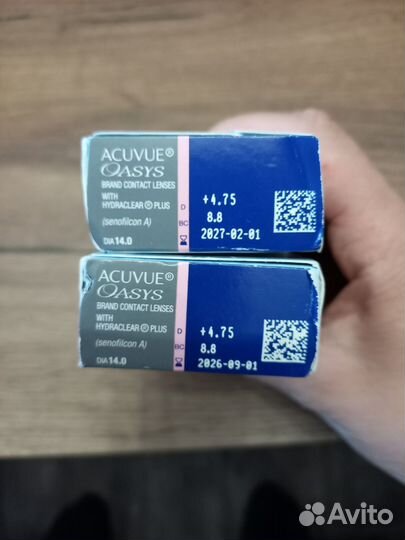 ACUVUE®
OASYS
BRAND CONTACT LENSES
WITH
HYDRACLEAR® PLUS
(senofilcon A)
DIA 14.0
D +4.75
BC 8.8
2027-02-01
ACUVUE®
OASYS
BRAND CONTACT LENSES
WITH
HYDRACLEAR® PLUS
(senofilcon A)
DIA 14.0
D +4.75
BC 8.8
2026-09-01
Avito